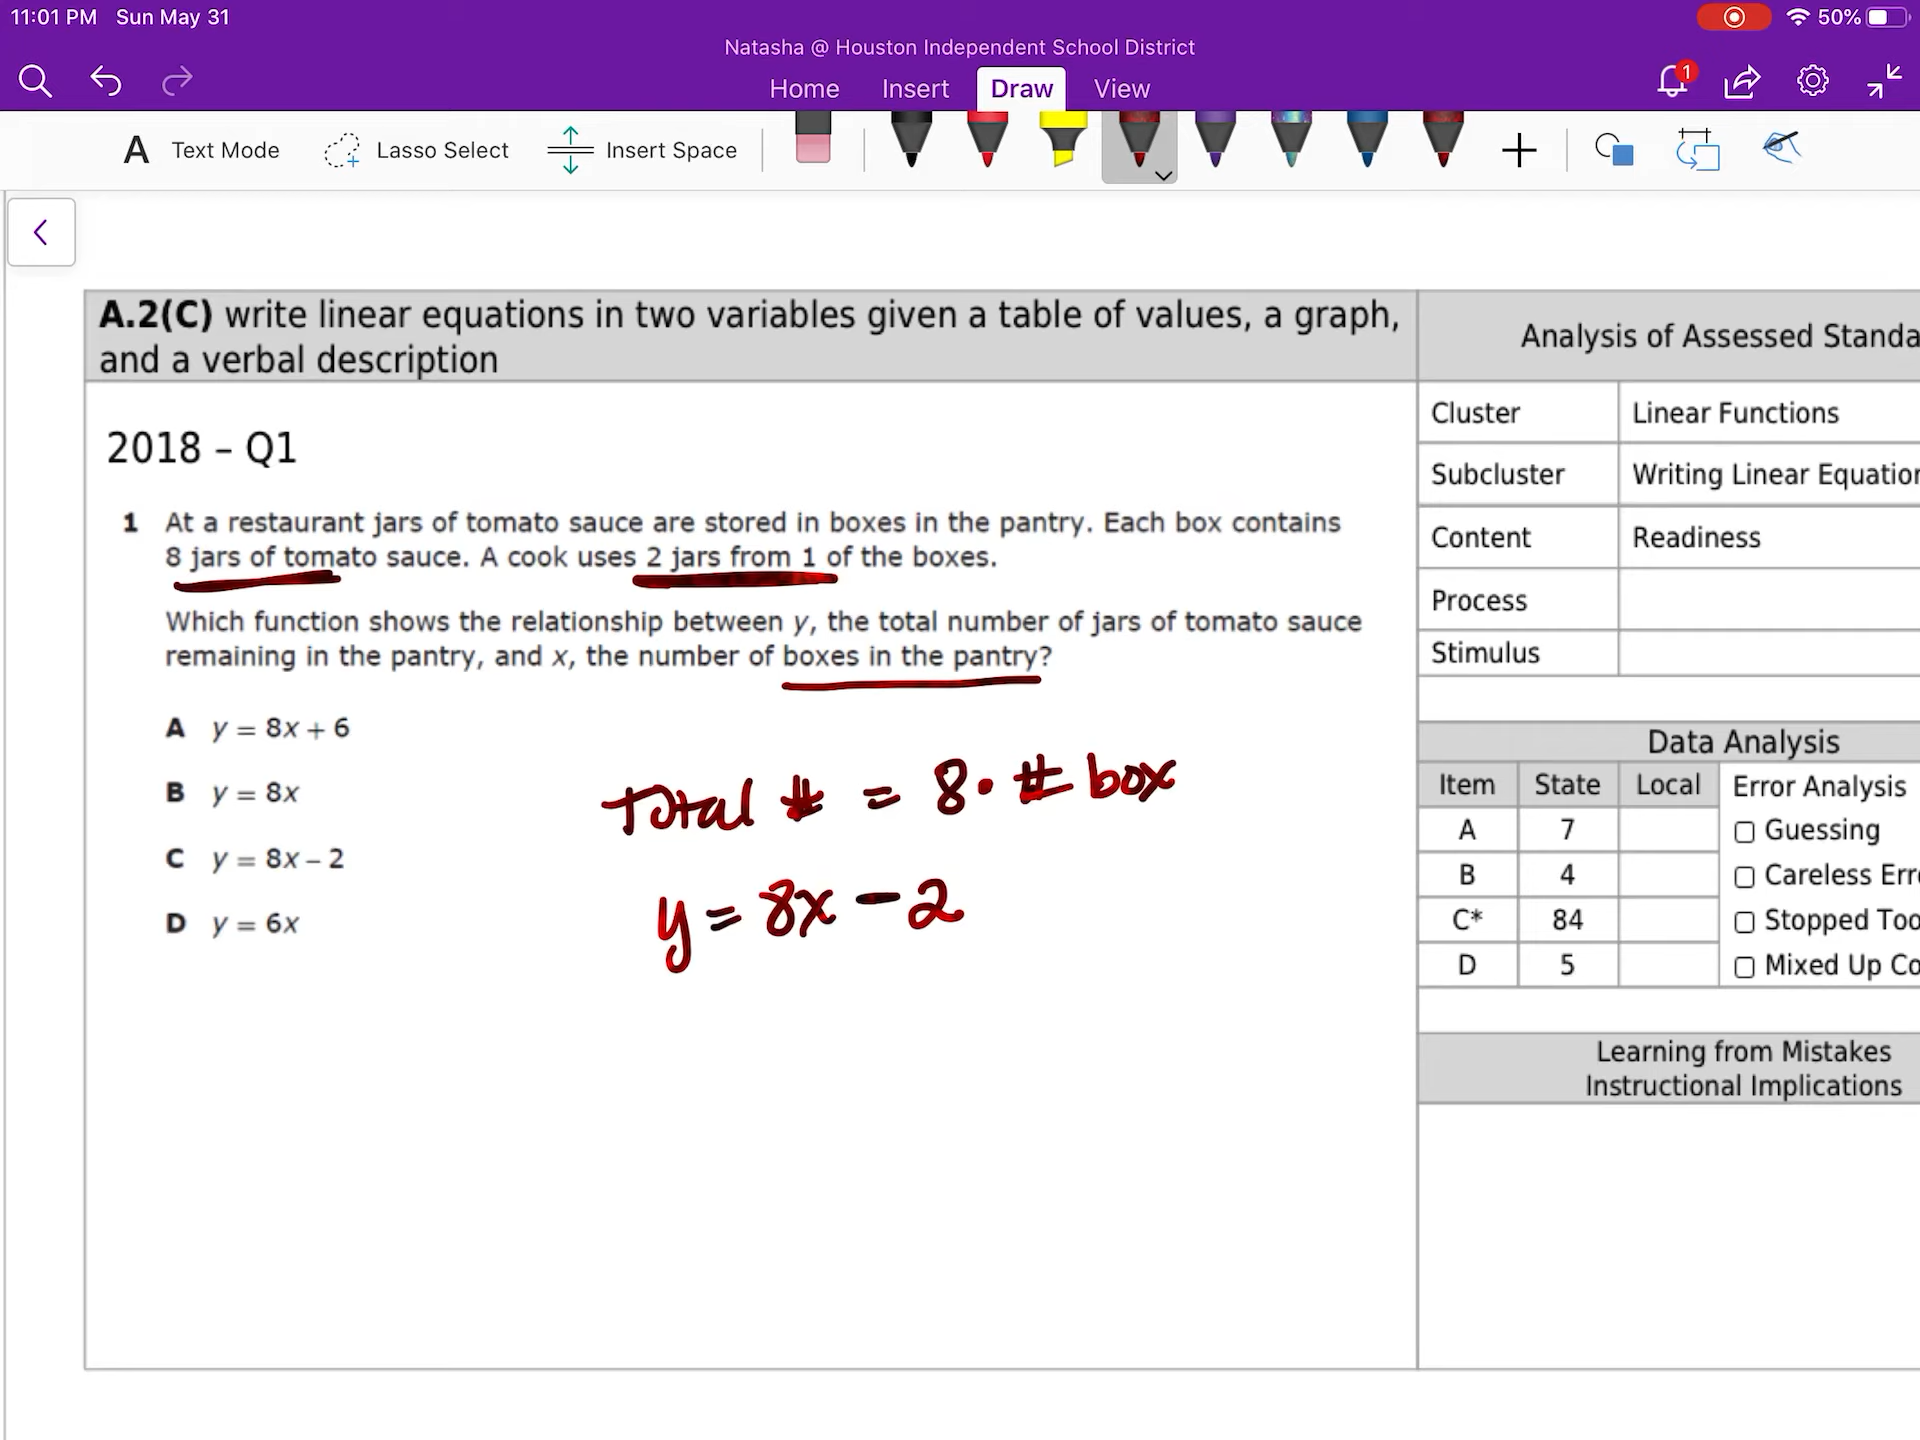 11:01 PM Sun May 31
50%
Natasha @ Houston Independent School District
Home Insert Draw View
1
A Text Mode Lasso Select Insert Space
A.2(C) write linear equations in two variables given a table of values, a graph,
and a verbal description
2018 – Q1
1 At a restaurant jars of tomato sauce are stored in boxes in the pantry. Each box contains
8 jars of tomato sauce. A cook uses 2 jars from 1 of the boxes.
Which function shows the relationship between y, the total number of jars of tomato sauce
remaining in the pantry, and x, the number of boxes in the pantry?
A y = 8x + 6
B y = 8x
C y = 8x – 2
D y = 6x
Total # = 8 · # box
y = 8x – 2
Analysis of Assessed Standa
Cluster Linear Functions
Subcluster Writing Linear Equation
Content Readiness
Process
Stimulus
Data Analysis
Item State Local Error Analysis
A 7 Guessing
B 4 Careless Erro
C* 84 Stopped Too
D 5 Mixed Up Co
Learning from Mistakes
Instructional Implications